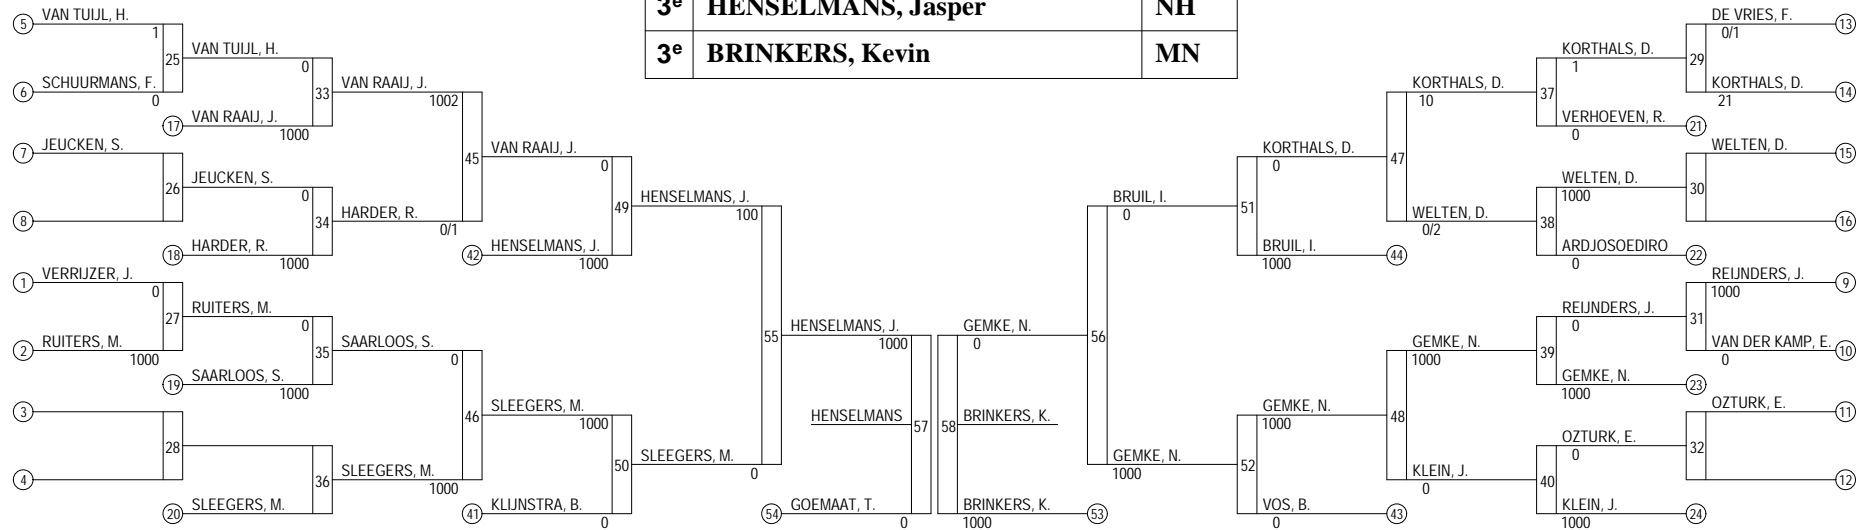 3e HENSELMANS, Jasper NH
3e BRINKERS, Kevin MN
5 VAN TUIJL, H.
1
25
VAN TUIJL, H.
0
6 SCHUURMANS, F.
0
33
VAN RAAIJ, J.
1002
17 VAN RAAIJ, J.
1000
7 JEUCKEN, S.
26
JEUCKEN, S.
0
8
34
HARDER, R.
0/1
18 HARDER, R.
1000
45
VAN RAAIJ, J.
0
49
HENSELMANS, J.
100
42 HENSELMANS, J.
1000
1 VERRIJZER, J.
0
27
RUITERS, M.
0
2 RUITERS, M.
1000
35
SAARLOOS, S.
0
19 SAARLOOS, S.
1000
3
28
4
36
SLEEGERS, M.
1000
20 SLEEGERS, M.
46
SLEEGERS, M.
1000
50
SLEEGERS, M.
0
41 KLIJNSTRA, B.
0
55
HENSELMANS, J.
1000
HENSELMANS
57
54 GOEMAAT, T.
0
GEMKE, N.
0
58
BRINKERS, K.
BRINKERS, K. 53
1000
56
BRUIL, I.
0
51
KORTHALS, D.
0
BRUIL, I. 44
1000
47
KORTHALS, D.
10
37
KORTHALS, D.
1
29
DE VRIES, F. 13
0/1
KORTHALS, D. 14
21
VERHOEVEN, R. 21
0
WELTEN, D.
0/2
38
WELTEN, D.
1000
30
WELTEN, D. 15
16
ARDJOSOEDIRO 22
0
GEMKE, N.
1000
52
GEMKE, N.
1000
VOS, B. 43
0
48
GEMKE, N.
1000
39
REIJNDERS, J.
0
31
REIJNDERS, J. 9
1000
VAN DER KAMP, E. 10
0
GEMKE, N. 23
1000
KLEIN, J.
0
40
OZTURK, E.
0
32
OZTURK, E. 11
12
KLEIN, J. 24
1000